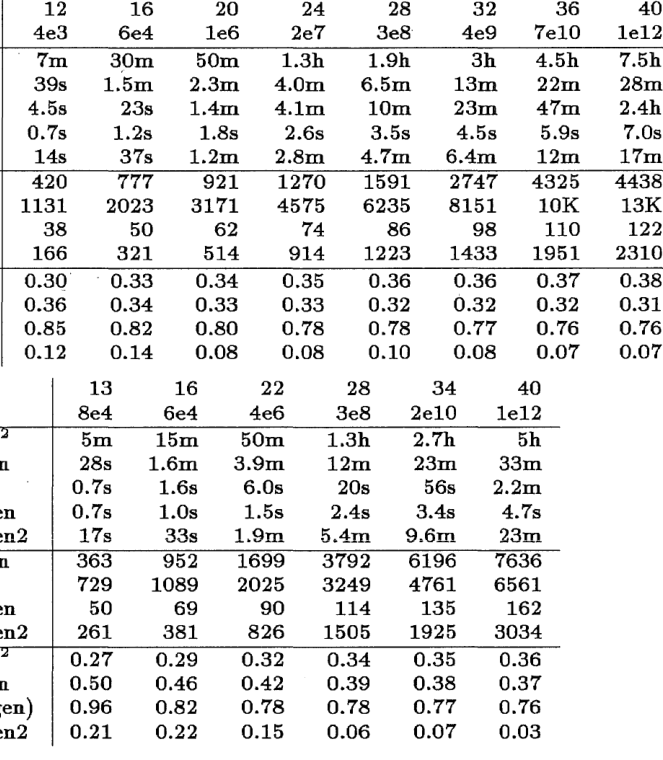 12 16 20 24 28 32 36 40
4e3 6e4 1e6 2e7 3e8 4e9 7e10 1e12
7m 30m 50m 1.3h 1.9h 3h 4.5h 7.5h
39s 1.5m 2.3m 4.0m 6.5m 13m 22m 28m
4.5s 23s 1.4m 4.1m 10m 23m 47m 2.4h
0.7s 1.2s 1.8s 2.6s 3.5s 4.5s 5.9s 7.0s
14s 37s 1.2m 2.8m 4.7m 6.4m 12m 17m
420 777 921 1270 1591 2747 4325 4438
1131 2023 3171 4575 6235 8151 10K 13K
38 50 62 74 86 98 110 122
166 321 514 914 1223 1433 1951 2310
0.30 0.33 0.34 0.35 0.36 0.36 0.37 0.38
0.36 0.34 0.33 0.33 0.32 0.32 0.32 0.31
0.85 0.82 0.80 0.78 0.78 0.77 0.76 0.76
0.12 0.14 0.08 0.08 0.10 0.08 0.07 0.07
13 16 22 28 34 40
8e4 6e4 4e6 3e8 2e10 1e12
2 5m 15m 50m 1.3h 2.7h 5h
n 28s 1.6m 3.9m 12m 23m 33m
0.7s 1.6s 6.0s 20s 56s 2.2m
en 0.7s 1.0s 1.5s 2.4s 3.4s 4.7s
en2 17s 33s 1.9m 5.4m 9.6m 23m
n 363 952 1699 3792 6196 7636
729 1089 2025 3249 4761 6561
en 50 69 90 114 135 162
en2 261 381 826 1505 1925 3034
2 0.27 0.29 0.32 0.34 0.35 0.36
n 0.50 0.46 0.42 0.39 0.38 0.37
en) 0.96 0.82 0.78 0.78 0.77 0.76
en2 0.21 0.22 0.15 0.06 0.07 0.03